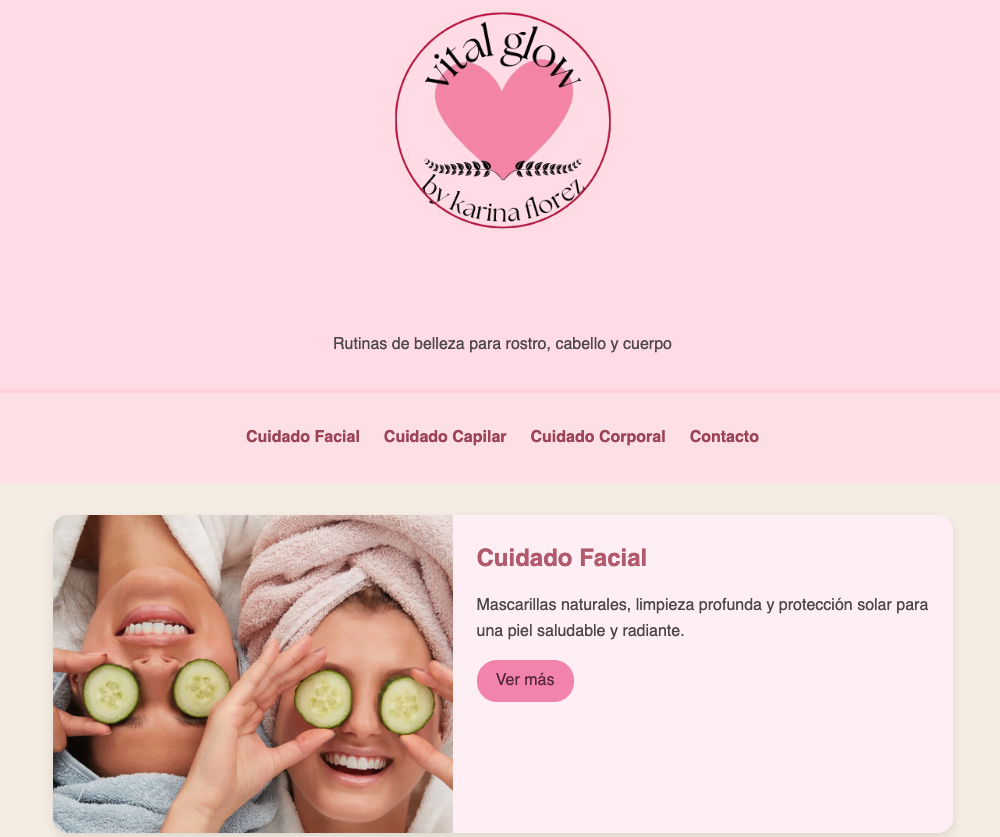 vital glow
by karina florez
Rutinas de belleza para rostro, cabello y cuerpo
Cuidado Facial Cuidado Capilar Cuidado Corporal Contacto
Cuidado Facial
Mascarillas naturales, limpieza profunda y protección solar para
una piel saludable y radiante.
Ver más